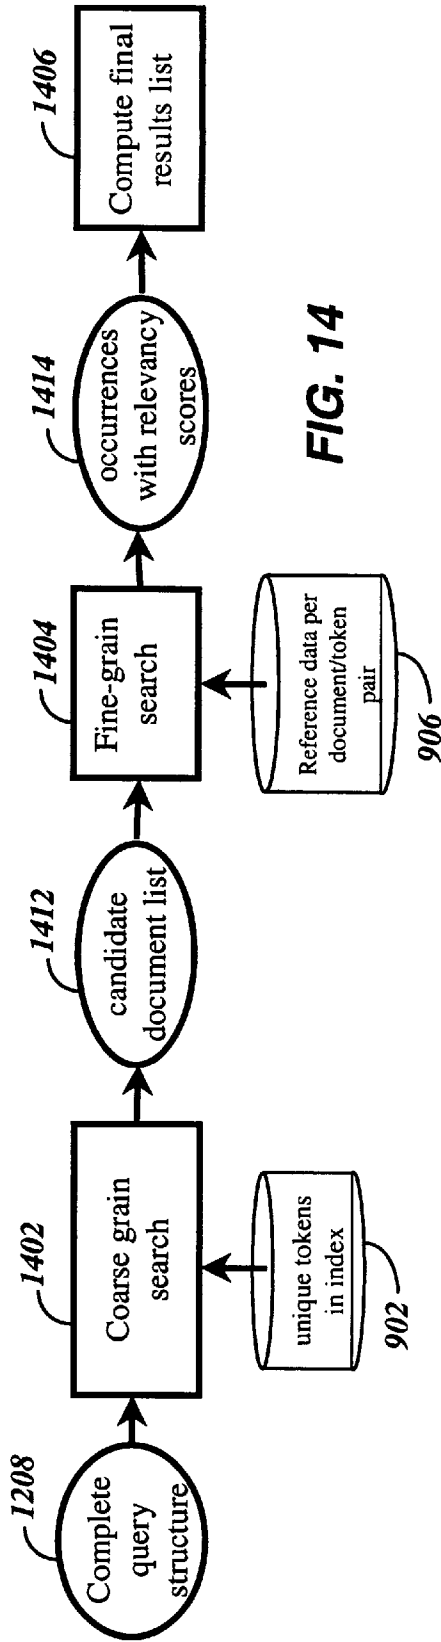 1208
Complete
query
structure
1402
Coarse grain
search
unique tokens
in index
902
1412
candidate
document list
1404
Fine-grain
search
Reference data per
document/token
pair
906
1414
occurrences
with relevancy
scores
1406
Compute final
results list
FIG. 14